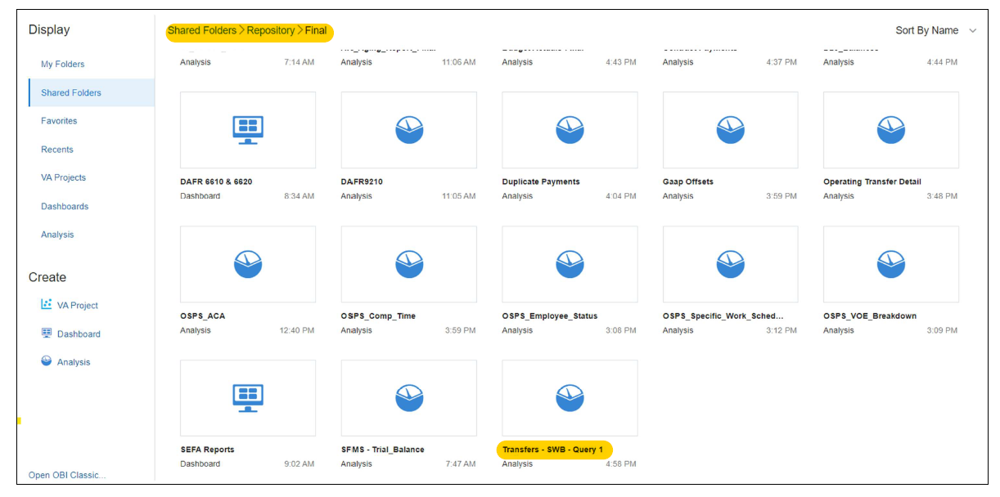 Display
Shared Folders > Repository > Final
Sort By Name
My Folders
Shared Folders
Favorites
Recents
VA Projects
Dashboards
Analysis
Create
VA Project
Dashboard
Analysis
Open OBI Classic...
Analysis 7:14 AM
Analysis 11:06 AM
Analysis 4:43 PM
Analysis 4:37 PM
Analysis 4:44 PM
DAFR 6610 & 6620
Dashboard 8:34 AM
DAFR9210
Analysis 11:05 AM
Duplicate Payments
Analysis 4:04 PM
Gaap Offsets
Analysis 3:59 PM
Operating Transfer Detail
Analysis 3:48 PM
OSPS_ACA
Analysis 12:40 PM
OSPS_Comp_Time
Analysis 3:59 PM
OSPS_Employee_Status
Analysis 3:08 PM
OSPS_Specific_Work_Sched...
Analysis 3:12 PM
OSPS_VOE_Breakdown
Analysis 3:09 PM
SEFA Reports
Dashboard 9:02 AM
SFMS - Trial_Balance
Analysis 7:47 AM
Transfers - SWB - Query 1
Analysis 4:58 PM